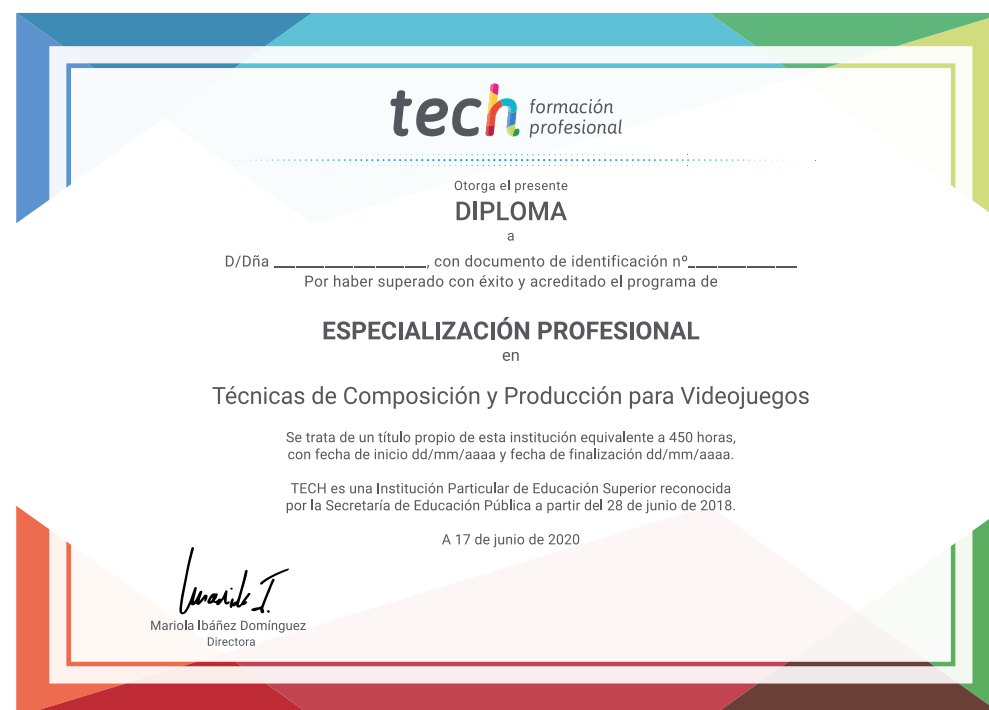 tech formación
profesional
Otorga el presente
DIPLOMA
a
D/Dña ______________, con documento de identificación nº__________
Por haber superado con éxito y acreditado el programa de
ESPECIALIZACIÓN PROFESIONAL
en
Técnicas de Composición y Producción para Videojuegos
Se trata de un título propio de esta institución equivalente a 450 horas,
con fecha de inicio dd/mm/aaaa y fecha de finalización dd/mm/aaaa.
TECH es una Institución Particular de Educación Superior reconocida
por la Secretaría de Educación Pública a partir del 28 de junio de 2018.
A 17 de junio de 2020
Mariola Ibáñez Domínguez
Directora